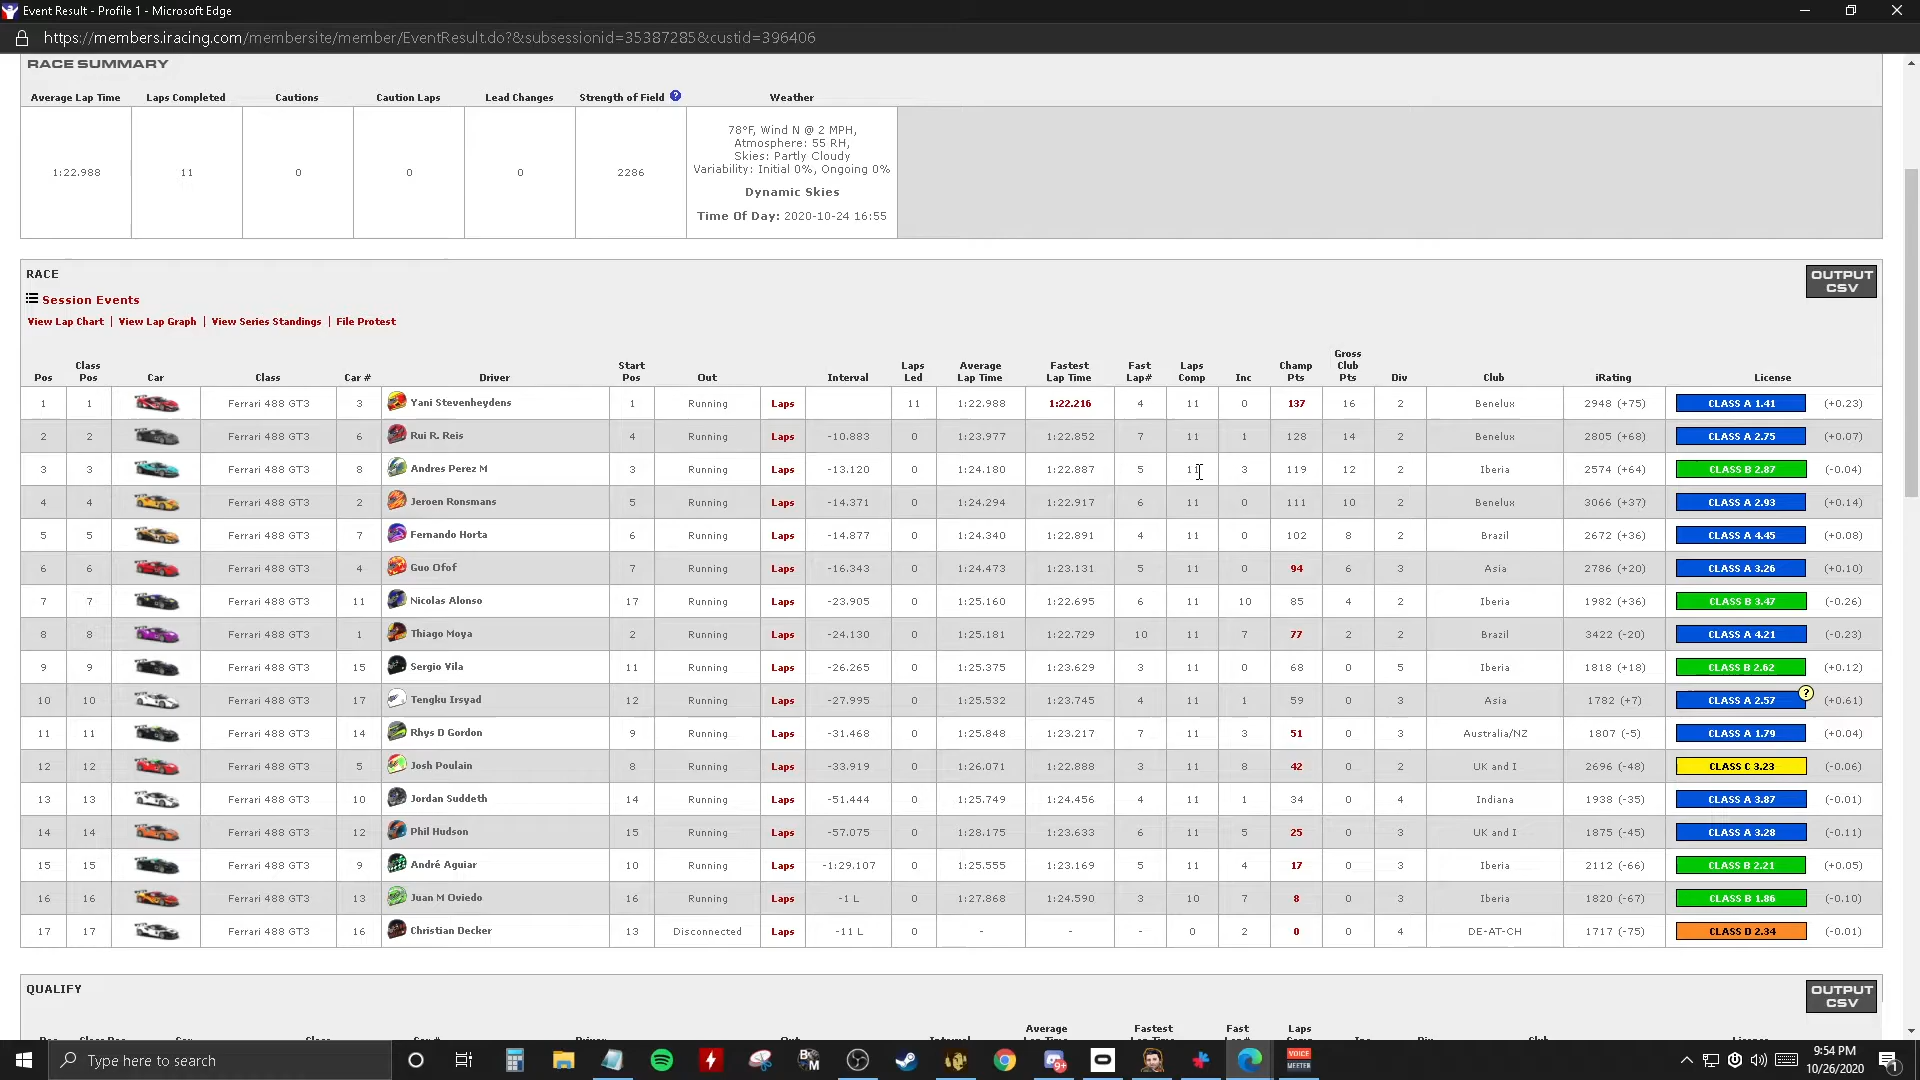 Event Result - Profile 1 - Microsoft Edge
https://members.iracing.com/membersite/member/EventResult.do?&subsessionid=35387285&custid=396406
RACE SUMMARY
Average Lap Time Laps Completed Cautions Caution Laps Lead Changes Strength of Field ? Weather
1:22.988 11 0 0 0 2286
78°F, Wind N @ 2 MPH,
Atmosphere: 55 RH,
Skies: Partly Cloudy
Variability: Initial 0%, Ongoing 0%
Dynamic Skies
Time Of Day: 2020-10-24 16:55
RACE
OUTPUT CSV
Session Events
View Lap Chart | View Lap Graph | View Series Standings | File Protest
Pos Class Pos Car Class Car # Driver Start Pos Out Interval Laps Led Average Lap Time Fastest Lap Time Fast Lap# Laps Comp Inc Champ Pts Gross Club Pts Div Club iRating License
1 1 Ferrari 488 GT3 3 Yani Stevenheydens 1 Running Laps 11 1:22.988 1:22.216 4 11 0 137 16 2 Benelux 2948 (+75) CLASS A 1.41 (+0.23)
2 2 Ferrari 488 GT3 6 Rui R. Reis 4 Running Laps -10.883 0 1:23.977 1:22.852 7 11 1 128 14 2 Benelux 2805 (+68) CLASS A 2.75 (+0.07)
3 3 Ferrari 488 GT3 8 Andres Perez M 3 Running Laps -13.120 0 1:24.180 1:22.887 5 11 3 119 12 2 Iberia 2574 (+64) CLASS B 2.87 (-0.04)
4 4 Ferrari 488 GT3 2 Jeroen Ronsmans 5 Running Laps -14.371 0 1:24.294 1:22.917 6 11 0 111 10 2 Benelux 3066 (+37) CLASS A 2.93 (+0.14)
5 5 Ferrari 488 GT3 7 Fernando Horta 6 Running Laps -14.877 0 1:24.340 1:22.891 4 11 0 102 8 2 Brazil 2672 (+36) CLASS A 4.45 (+0.08)
6 6 Ferrari 488 GT3 4 Guo Ofof 7 Running Laps -16.343 0 1:24.473 1:23.131 5 11 0 94 6 3 Asia 2786 (+20) CLASS A 3.26 (+0.10)
7 7 Ferrari 488 GT3 11 Nicolas Alonso 17 Running Laps -23.905 0 1:25.160 1:22.695 6 11 10 85 4 2 Iberia 1982 (+36) CLASS B 3.47 (-0.26)
8 8 Ferrari 488 GT3 1 Thiago Moya 2 Running Laps -24.130 0 1:25.181 1:22.729 10 11 7 77 2 2 Brazil 3422 (-20) CLASS A 4.21 (-0.23)
9 9 Ferrari 488 GT3 15 Sergio Vila 11 Running Laps -26.265 0 1:25.375 1:23.629 3 11 0 68 0 5 Iberia 1818 (+18) CLASS B 2.62 (+0.12)
10 10 Ferrari 488 GT3 17 Tengku Irsyad 12 Running Laps -27.995 0 1:25.532 1:23.745 4 11 1 59 0 3 Asia 1782 (+7) CLASS A 2.57 ? (+0.61)
11 11 Ferrari 488 GT3 14 Rhys D Gordon 9 Running Laps -31.468 0 1:25.848 1:23.217 7 11 3 51 0 3 Australia/NZ 1807 (-5) CLASS A 1.79 (+0.04)
12 12 Ferrari 488 GT3 5 Josh Poulain 8 Running Laps -33.919 0 1:26.071 1:22.888 3 11 8 42 0 2 UK and I 2696 (-48) CLASS C 3.23 (-0.06)
13 13 Ferrari 488 GT3 10 Jordan Suddeth 14 Running Laps -51.444 0 1:25.749 1:24.456 4 11 1 34 0 4 Indiana 1938 (-35) CLASS A 3.87 (-0.01)
14 14 Ferrari 488 GT3 12 Phil Hudson 15 Running Laps -57.075 0 1:28.175 1:23.633 6 11 5 25 0 3 UK and I 1875 (-45) CLASS A 3.28 (-0.11)
15 15 Ferrari 488 GT3 9 André Aguiar 10 Running Laps -1:29.107 0 1:25.555 1:23.169 5 11 4 17 0 3 Iberia 2112 (-66) CLASS B 2.21 (+0.05)
16 16 Ferrari 488 GT3 13 Juan M Oviedo 16 Running Laps -1 L 0 1:27.868 1:24.590 3 10 7 8 0 3 Iberia 1820 (-67) CLASS B 1.86 (-0.10)
17 17 Ferrari 488 GT3 16 Christian Decker 13 Disconnected Laps -11 L 0 - - - 0 2 0 0 4 DE-AT-CH 1717 (-75) CLASS D 2.34 (-0.01)
QUALIFY
OUTPUT CSV
Average Fastest Fast Laps
Type here to search
VOICE MEETER
9:54 PM
10/26/2020